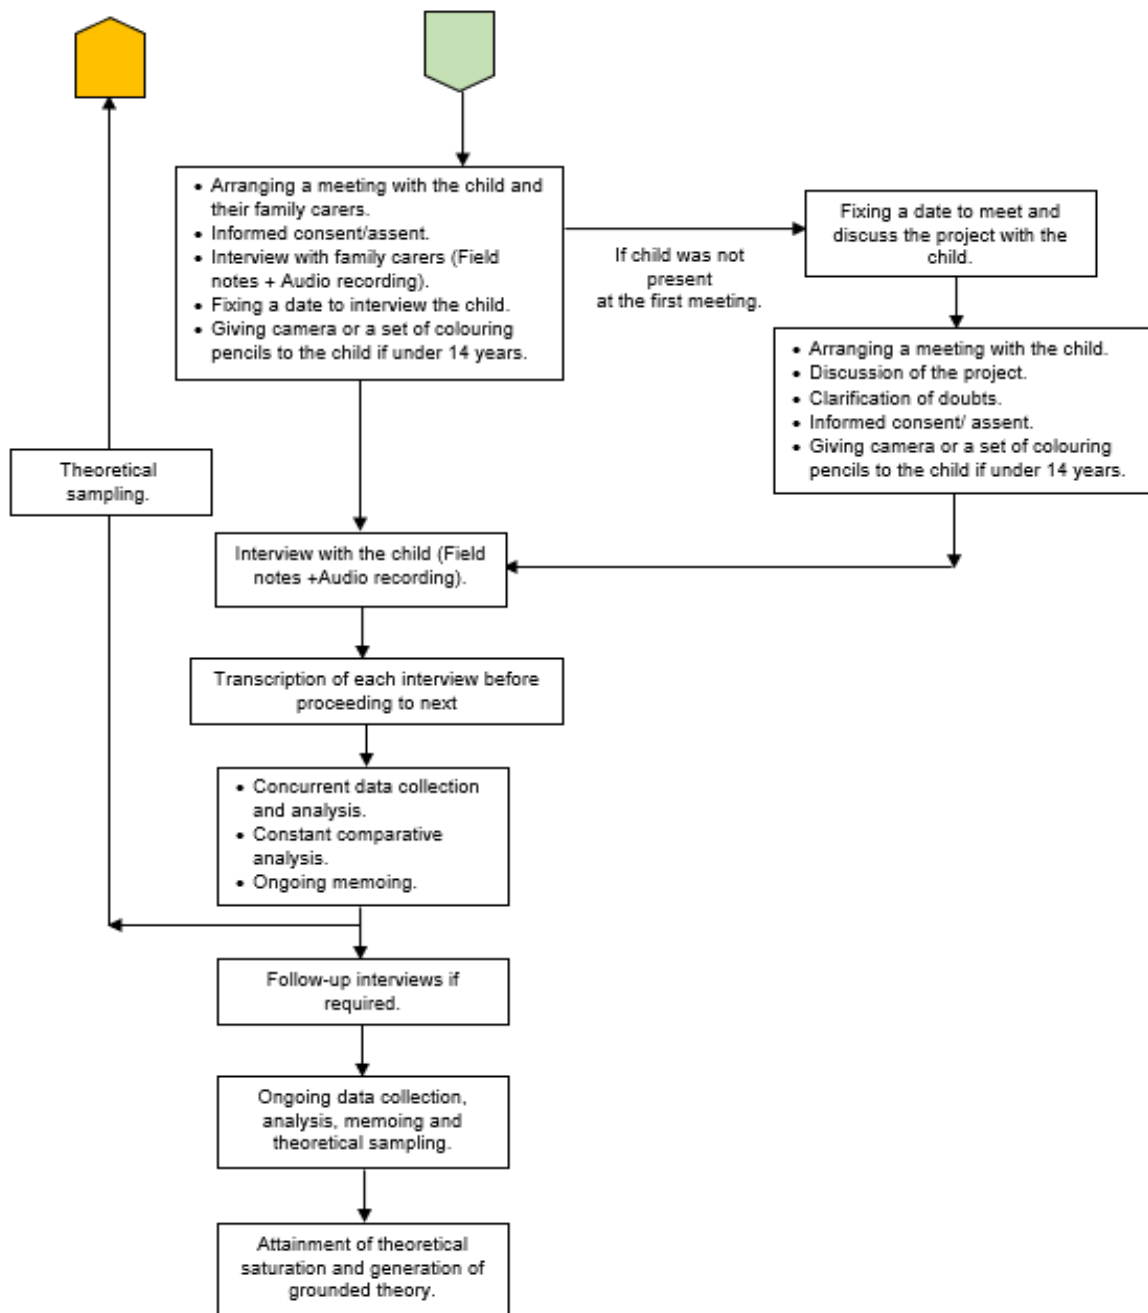 • Arranging a meeting with the child and
their family carers.
• Informed consent/assent.
• Interview with family carers (Field
notes + Audio recording).
• Fixing a date to interview the child.
• Giving camera or a set of colouring
pencils to the child if under 14 years.
If child was not
present
at the first meeting.
Fixing a date to meet and
discuss the project with the
child.
• Arranging a meeting with the child.
• Discussion of the project.
• Clarification of doubts.
• Informed consent/ assent.
• Giving camera or a set of colouring
pencils to the child if under 14 years.
Theoretical
sampling.
Interview with the child (Field
notes +Audio recording).
Transcription of each interview before
proceeding to next
• Concurrent data collection
and analysis.
• Constant comparative
analysis.
• Ongoing memoing.
Follow-up interviews if
required.
Ongoing data collection,
analysis, memoing and
theoretical sampling.
Attainment of theoretical
saturation and generation of
grounded theory.